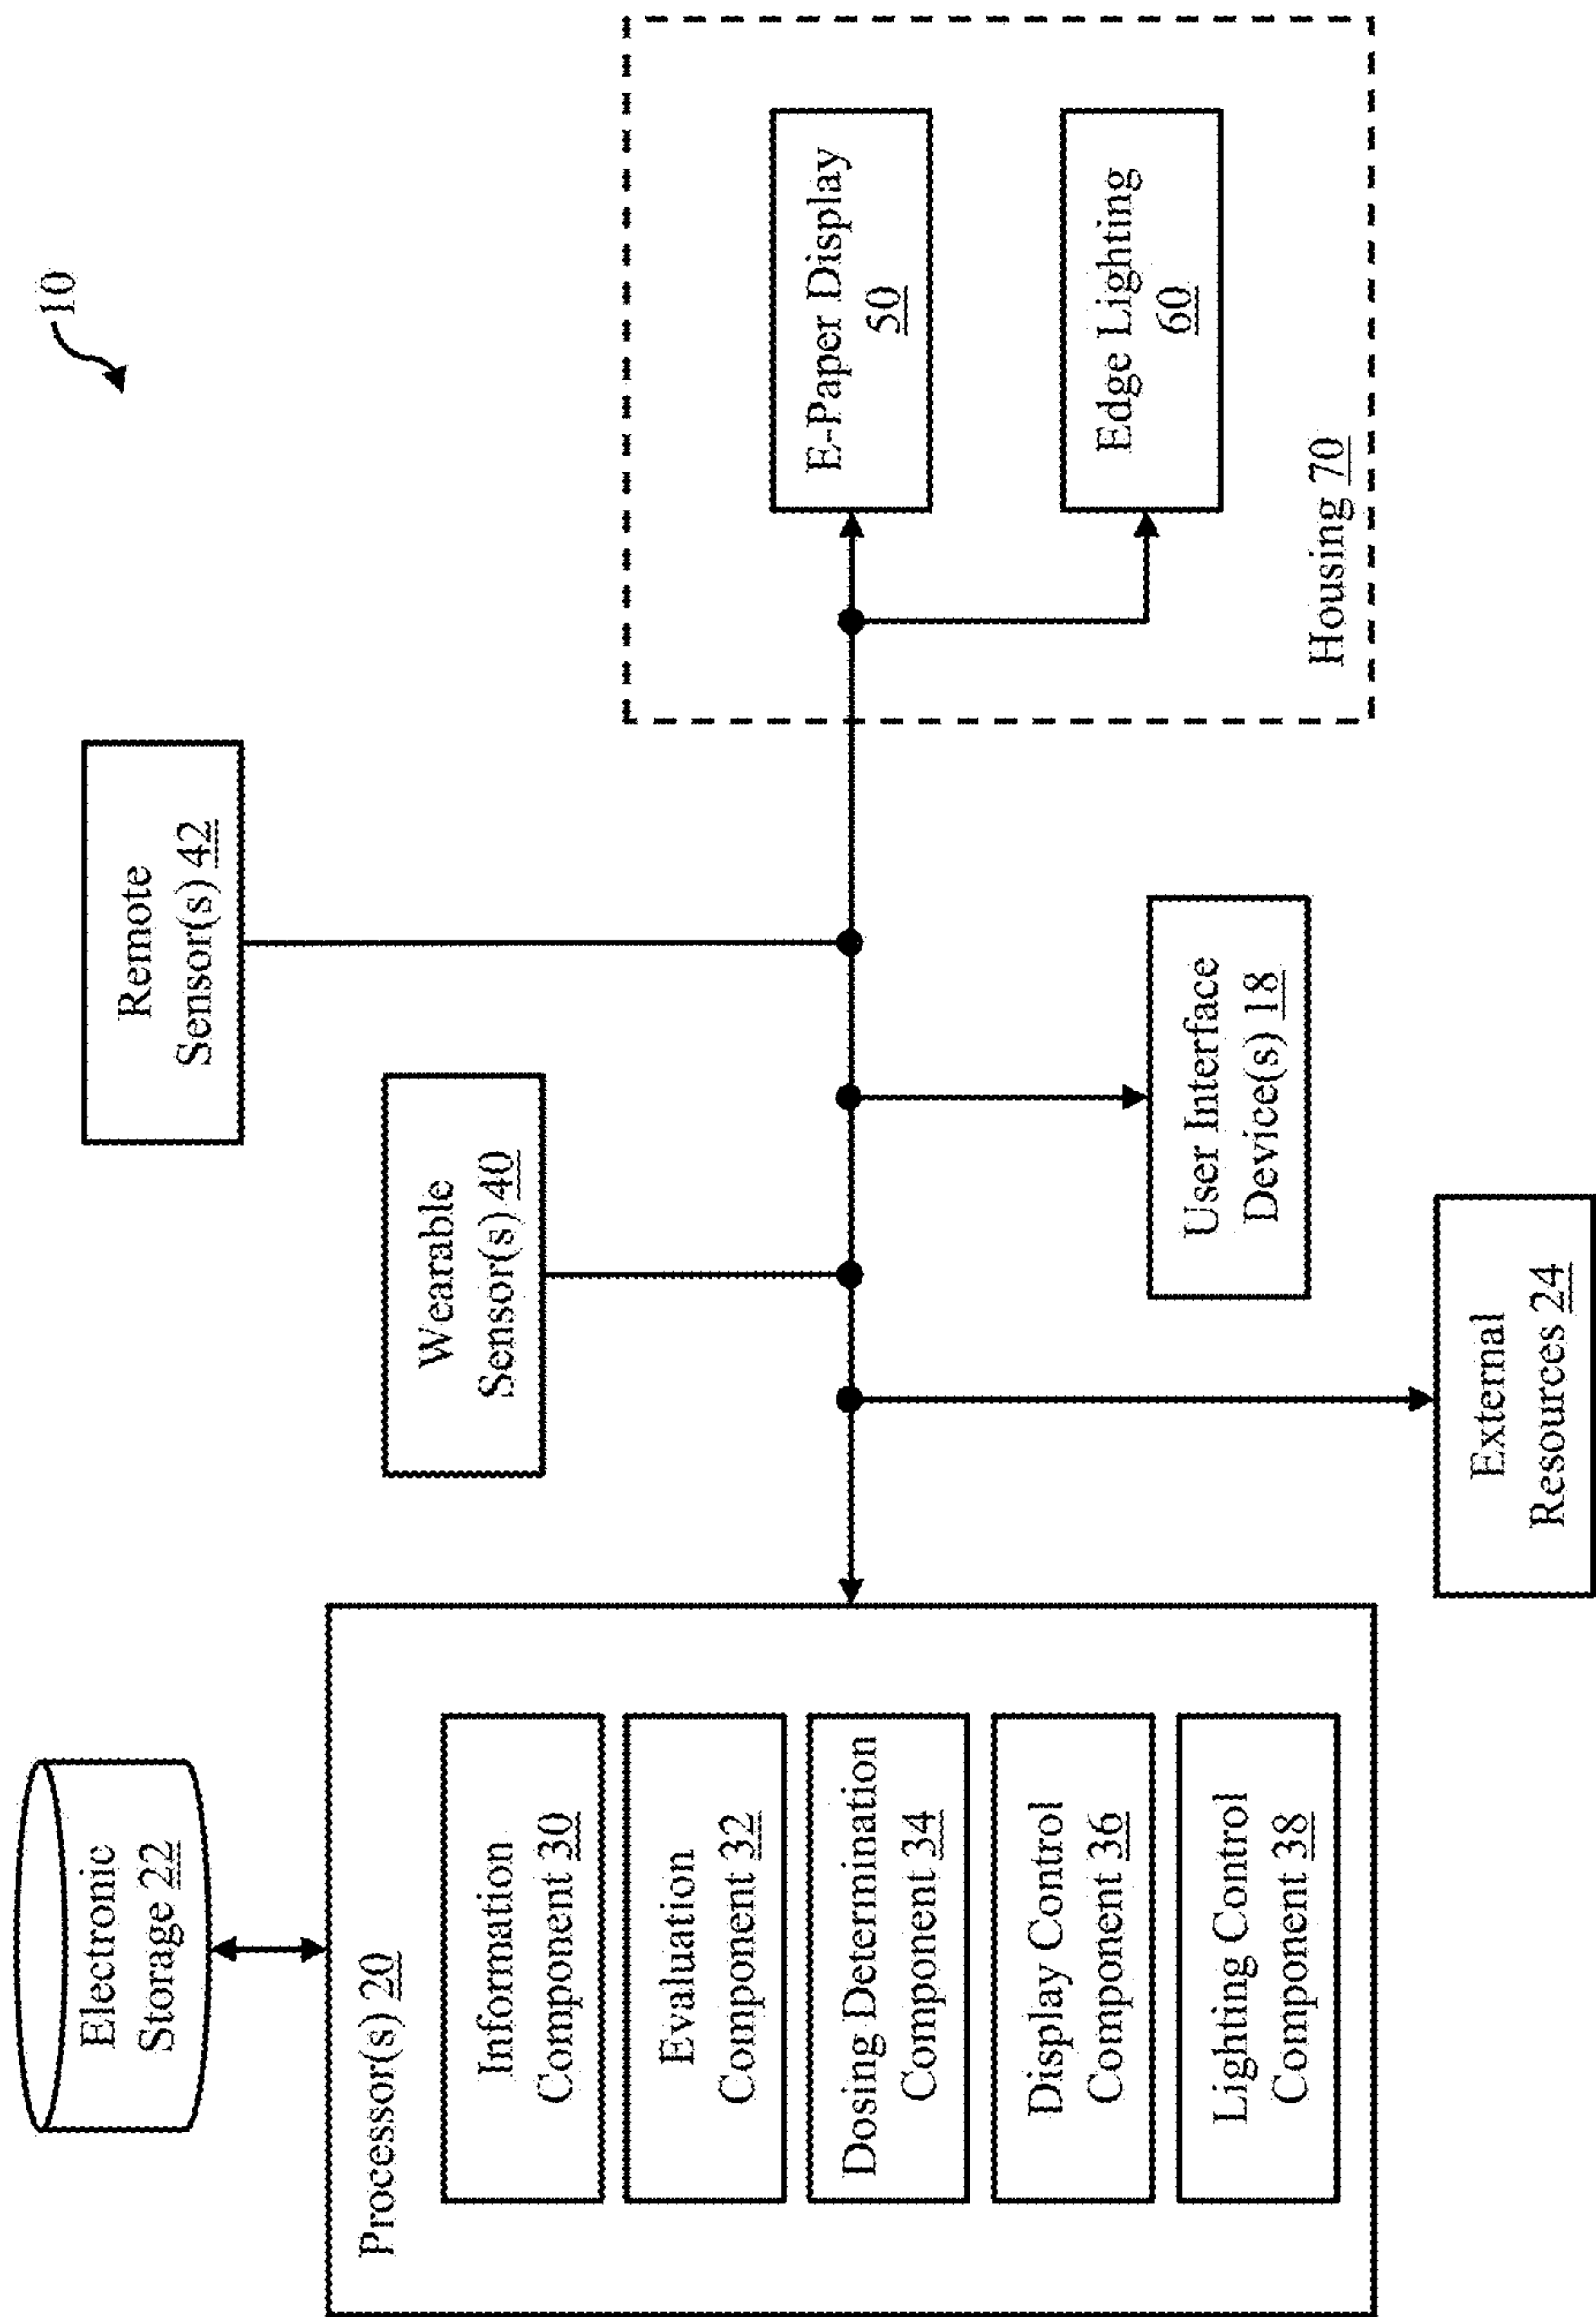 10
Electronic
Storage 22
Processor(s) 20
Information
Component 30
Evaluation
Component 32
Dosing Determination
Component 34
Display Control
Component 36
Lighting Control
Component 38
Wearable
Sensor(s) 40
Remote
Sensor(s) 42
External
Resources 24
User Interface
Device(s) 18
E-Paper Display
50
Edge Lighting
60
Housing 70